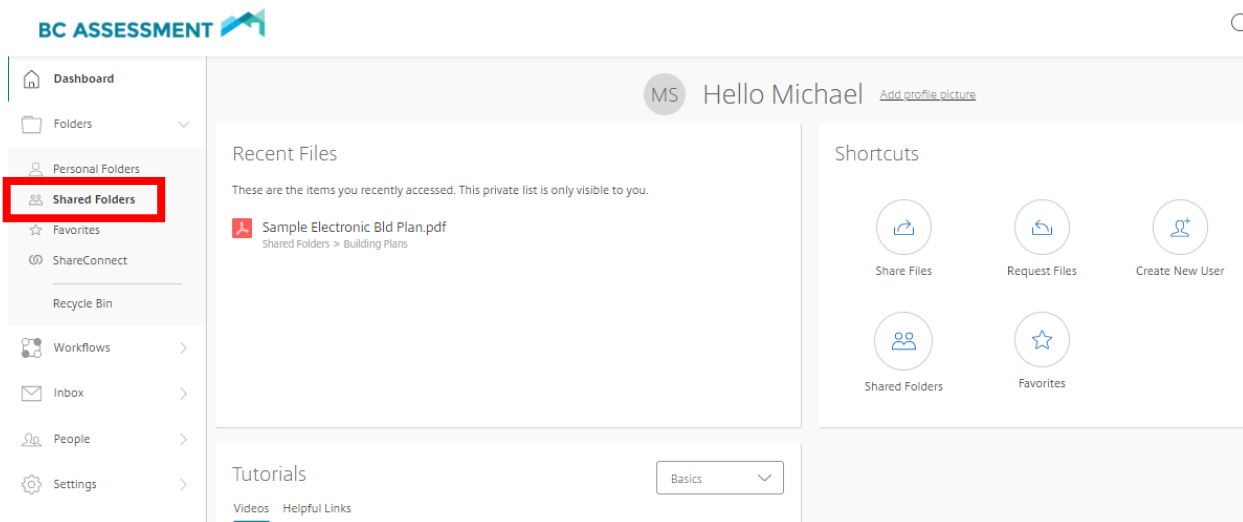 BC ASSESSMENT
Dashboard
Folders
Personal Folders
Shared Folders
Favorites
ShareConnect
Recycle Bin
Workflows
Inbox
People
Settings
MS
Hello Michael
Add profile picture
Recent Files
These are the items you recently accessed. This private list is only visible to you.
Sample Electronic Bld Plan.pdf
Shared Folders > Building Plans
Shortcuts
Share Files
Request Files
Create New User
Shared Folders
Favorites
Tutorials
Basics
Videos
Helpful Links